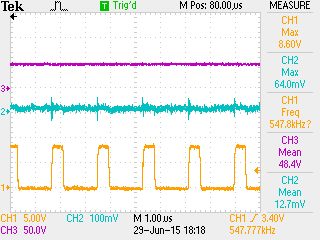 Tek T Trig'd M Pos: 80.00µs MEASURE
CH1
Max
8.60V
CH2
Max
64.0mV
CH1
Freq
547.8kHz?
CH3
Mean
48.4V
CH2
Mean
12.7mV
3
2
1
CH1 5.00V CH2 100mV M 1.00µs CH1 / 3.40V
CH3 50.0V 29-Jun-15 18:18 547.777kHz